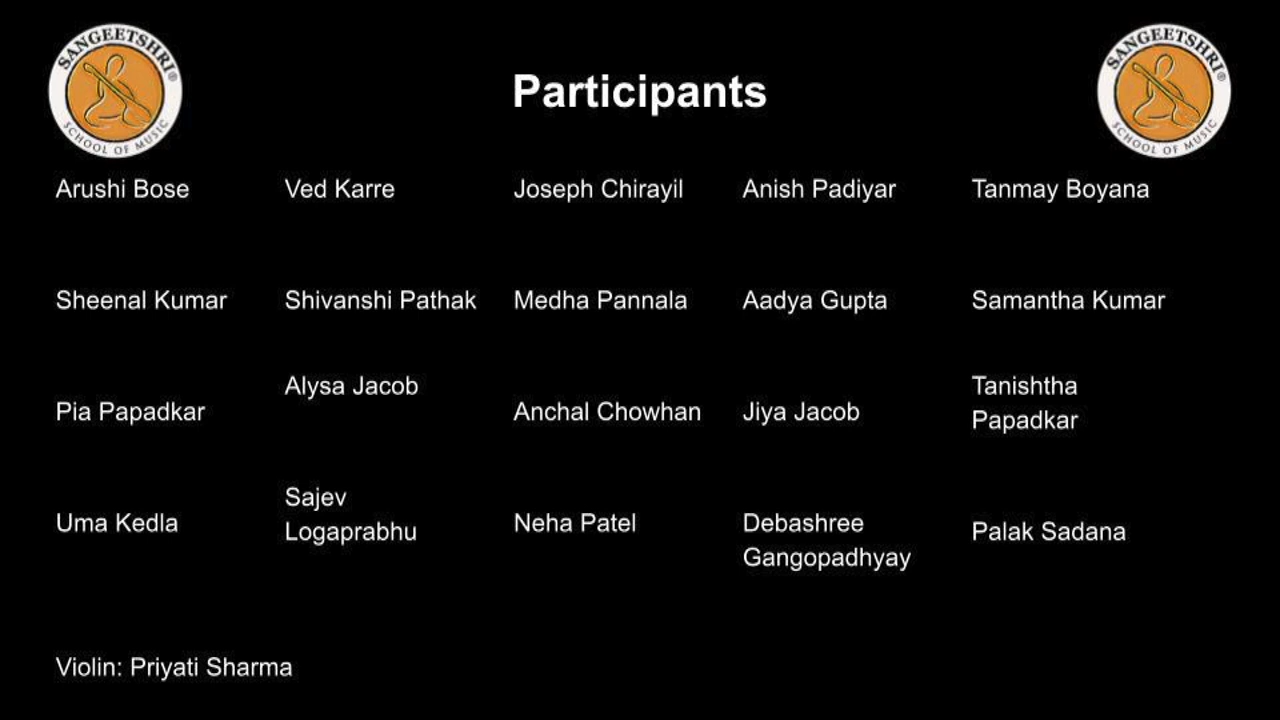 SANGEETSHRI®
SCHOOL OF MUSIC
Participants
SANGEETSHRI®
SCHOOL OF MUSIC
Arushi Bose
Ved Karre
Joseph Chirayil
Anish Padiyar
Tanmay Boyana
Sheenal Kumar
Shivanshi Pathak
Medha Pannala
Aadya Gupta
Samantha Kumar
Pia Papadkar
Alysa Jacob
Anchal Chowhan
Jiya Jacob
Tanishtha
Papadkar
Uma Kedla
Sajev
Logaprabhu
Neha Patel
Debashree
Gangopadhyay
Palak Sadana
Violin: Priyati Sharma